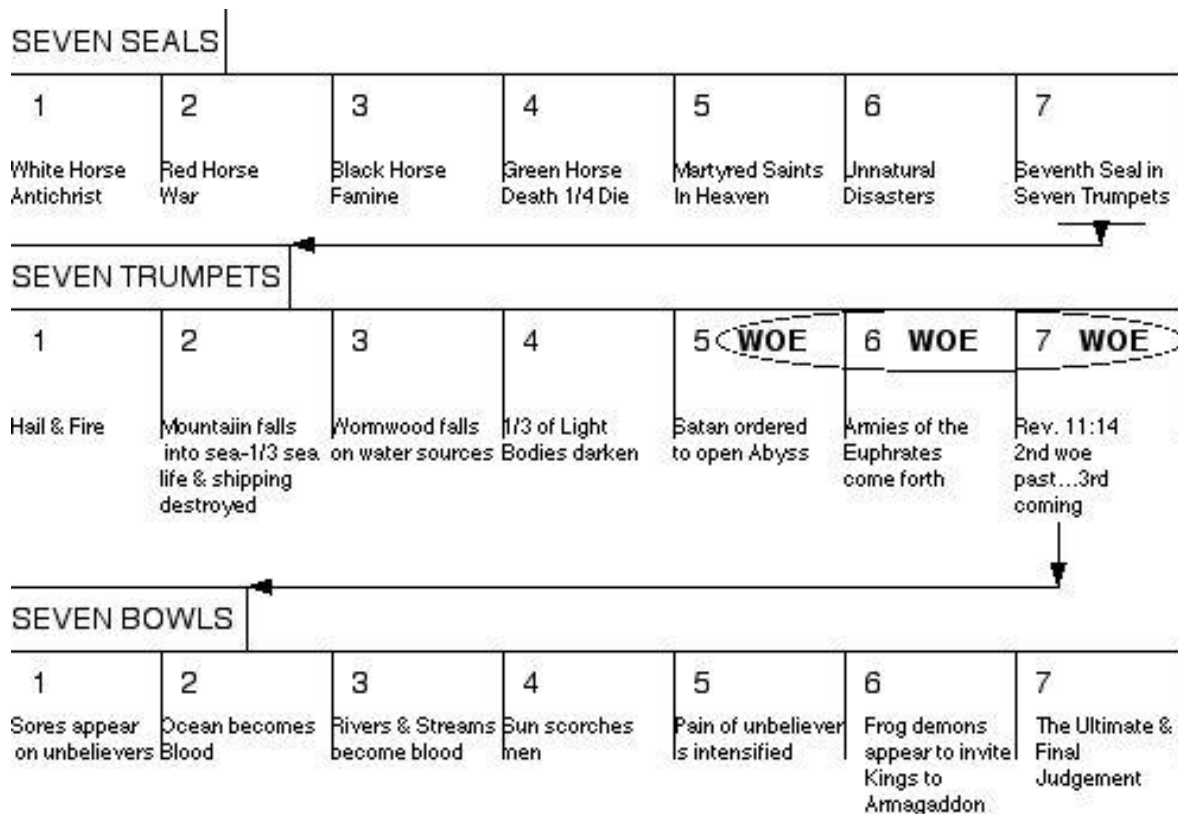 SEVEN SEALS
1 2 3 4 5 6 7
White Horse
Antichrist
Red Horse
War
Black Horse
Famine
Green Horse
Death 1/4 Die
Martyred Saints
In Heaven
Unnatural
Disasters
Seventh Seal in
Seven Trumpets
SEVEN TRUMPETS
1 2 3 4 5 WOE 6 WOE 7 WOE
Hail & Fire
Mountaiin falls
into sea-1/3 sea
life & shipping
destroyed
Wormwood falls
on water sources
1/3 of Light
Bodies darken
Satan ordered
to open Abyss
Armies of the
Euphrates
come forth
Rev. 11:14
2nd woe
past...3rd
coming
SEVEN BOWLS
1 2 3 4 5 6 7
Sores appear
on unbelievers
Ocean becomes
Blood
Rivers & Streams
become blood
Sun scorches
men
Pain of unbeliever
is intensified
Frog demons
appear to invite
Kings to
Armagaddon
The Ultimate &
Final
Judgement